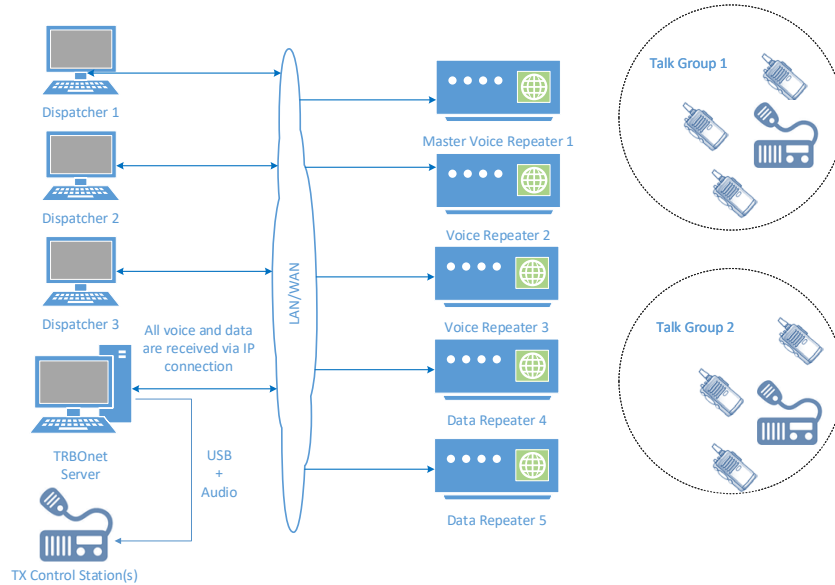 Dispatcher 1
Dispatcher 2
Dispatcher 3
All voice and data
are received via IP
connection
TRBOnet
Server
USB
+
Audio
TX Control Station(s)
LAN/WAN
Master Voice Repeater 1
Voice Repeater 2
Voice Repeater 3
Data Repeater 4
Data Repeater 5
Talk Group 1
Talk Group 2